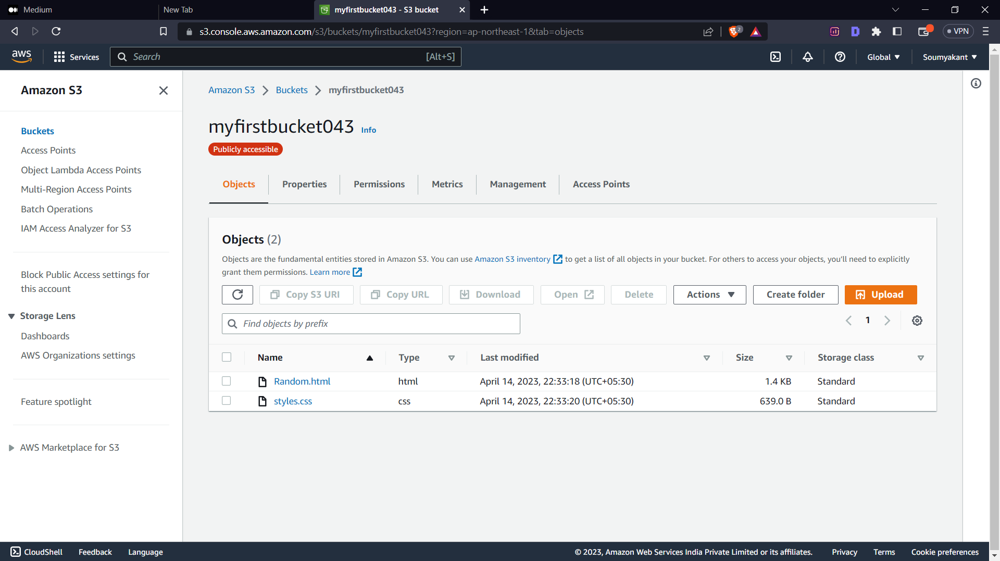 Medium
New Tab
myfirstbucket043 - S3 bucket
s3.console.aws.amazon.com/s3/buckets/myfirstbucket043?region=ap-northeast-1&tab=objects
2
VPN
aws
Services
Search
[Alt+S]
Global
Soumyakant
Amazon S3
Buckets
Access Points
Object Lambda Access Points
Multi-Region Access Points
Batch Operations
IAM Access Analyzer for S3
Block Public Access settings for
this account
Storage Lens
Dashboards
AWS Organizations settings
Feature spotlight
AWS Marketplace for S3
Amazon S3 Buckets myfirstbucket043
myfirstbucket043 Info
Publicly accessible
Objects Properties Permissions Metrics Management Access Points
Objects (2)
Objects are the fundamental entities stored in Amazon S3. You can use Amazon S3 inventory to get a list of all objects in your bucket. For others to access your objects, you'll need to explicitly
grant them permissions. Learn more
Copy S3 URI Copy URL Download Open Delete Actions Create folder Upload
Find objects by prefix
1
Name Type Last modified Size Storage class
Random.html html April 14, 2023, 22:33:18 (UTC+05:30) 1.4 KB Standard
styles.css css April 14, 2023, 22:33:20 (UTC+05:30) 639.0 B Standard
CloudShell Feedback Language © 2023, Amazon Web Services India Private Limited or its affiliates. Privacy Terms Cookie preferences